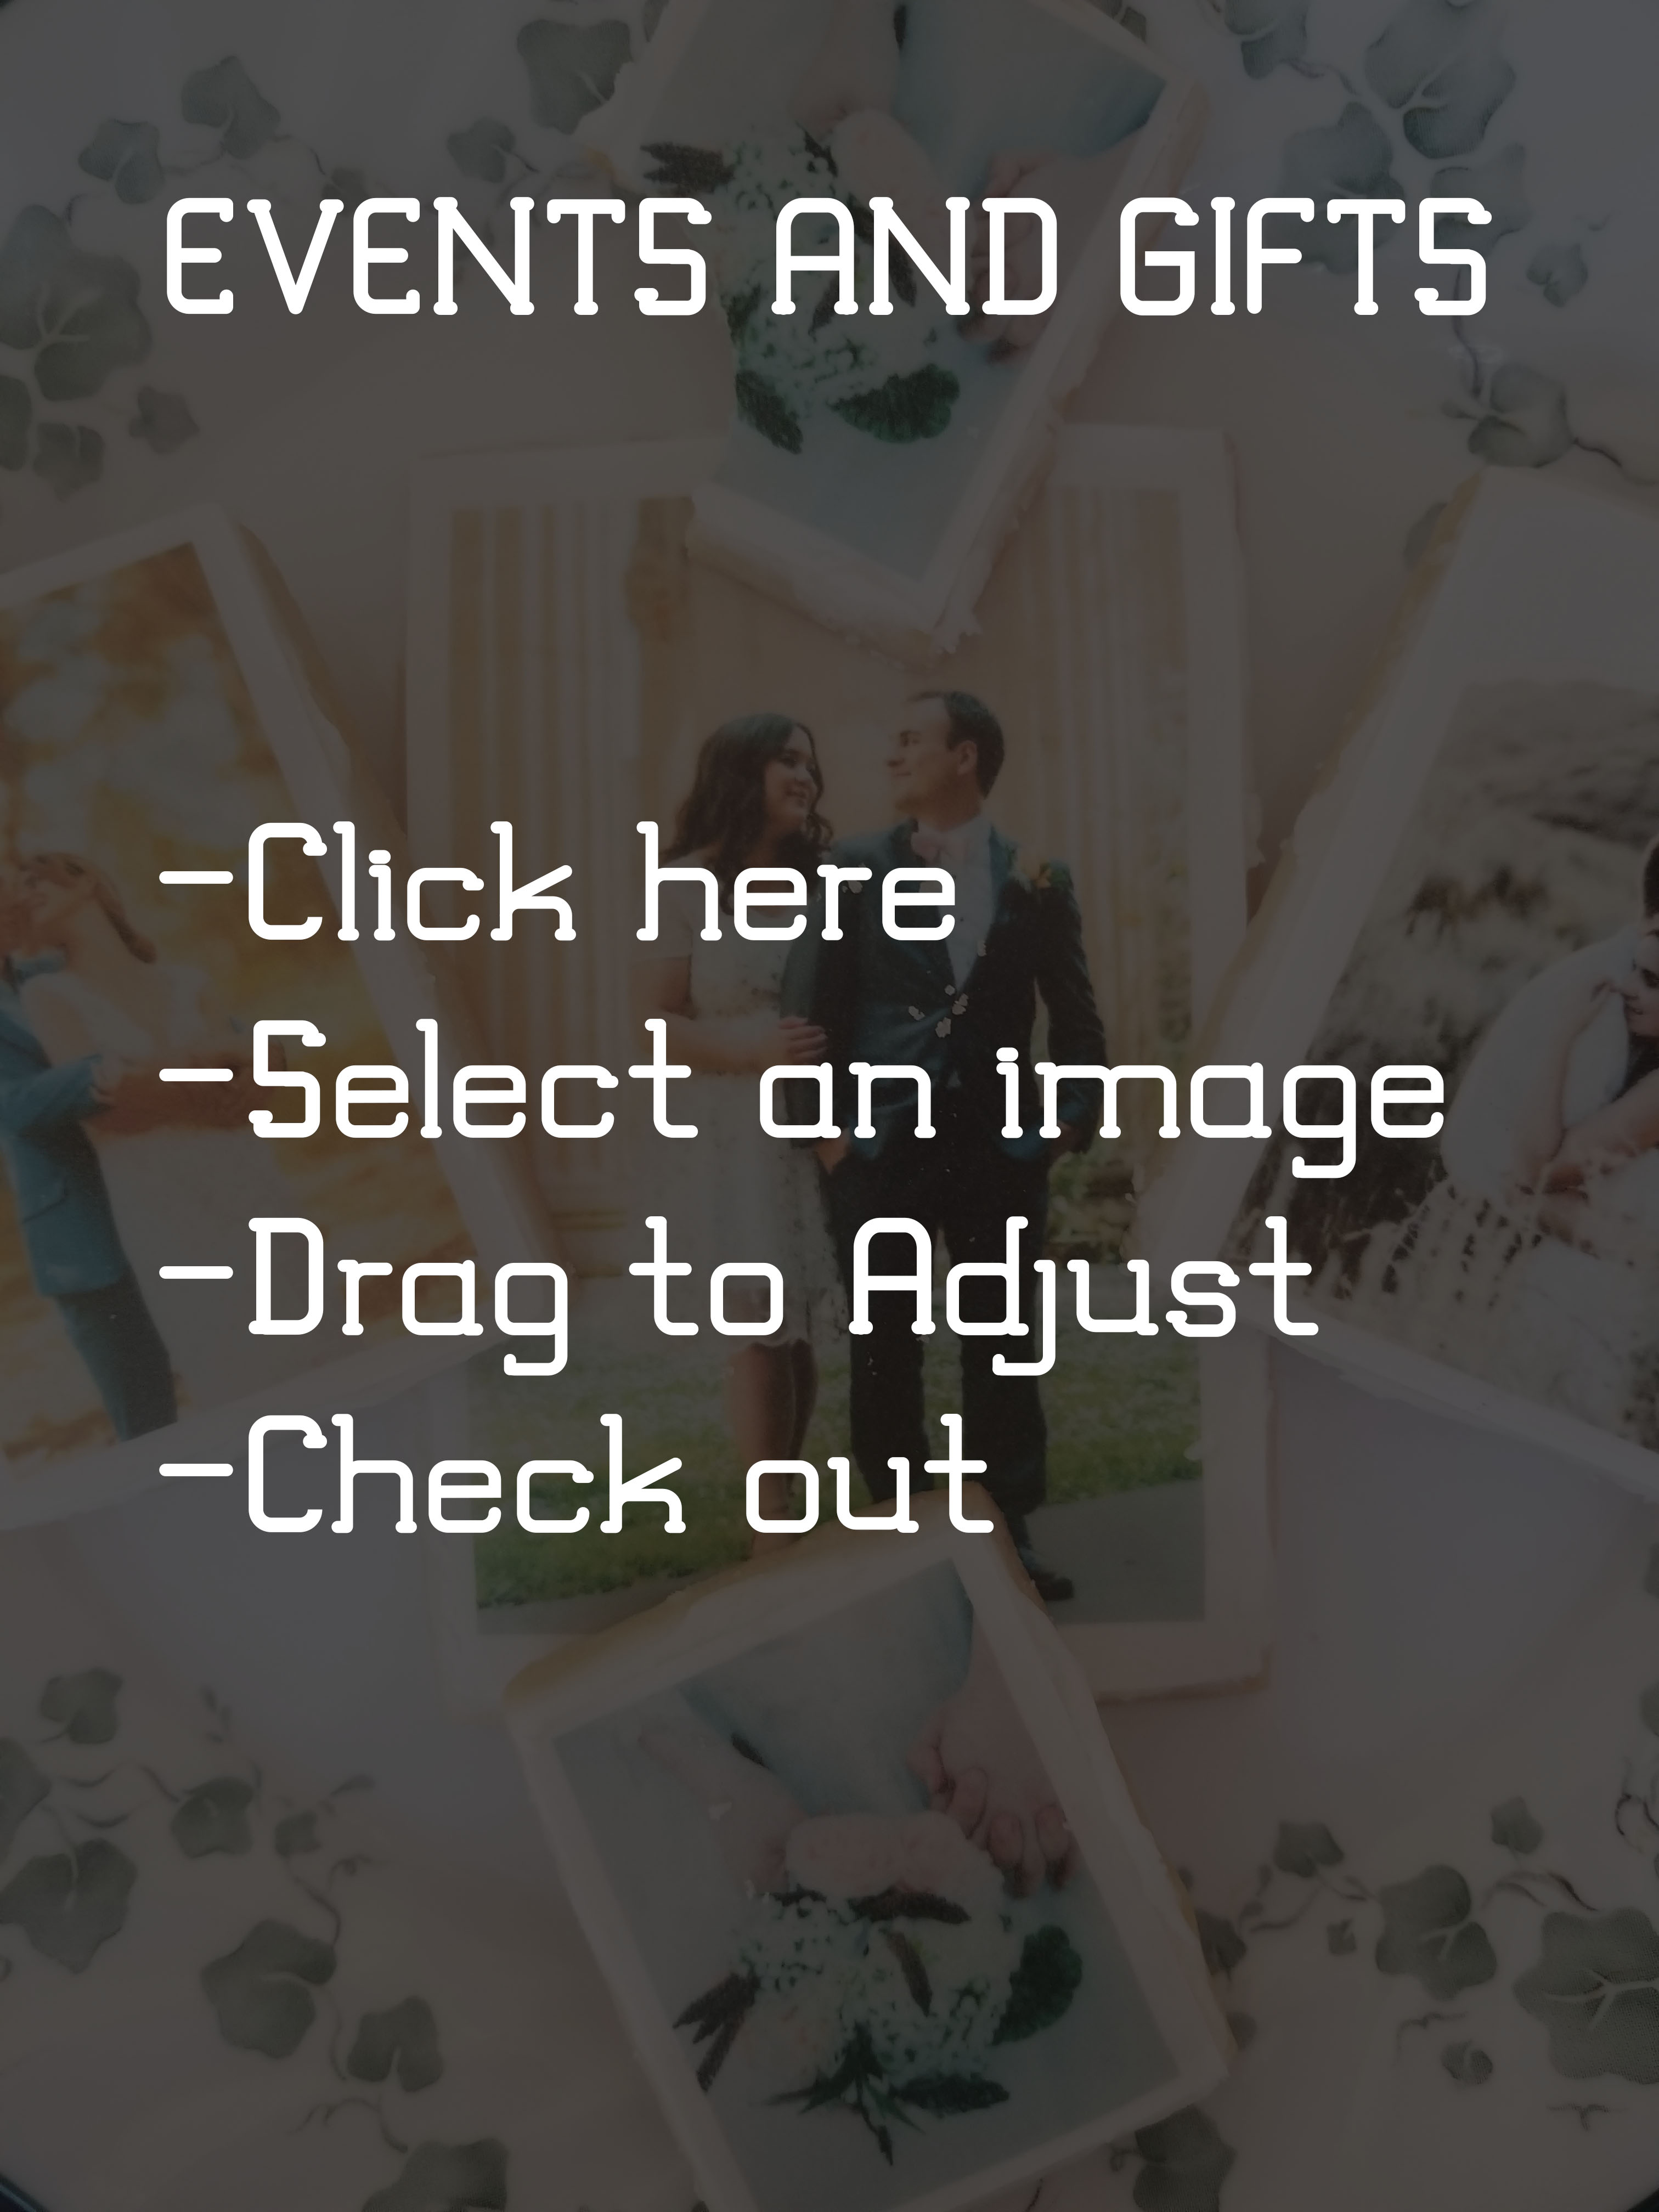 EVENTS AND GIFTS
-Click here
-Select an image
-Drag to Adjust
-Check out